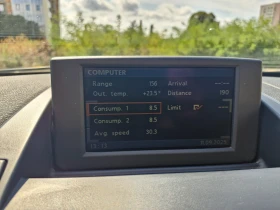 COMPUTER
Range 156 Arrival --:--
Out. temp. +23.5° Distance 190
Consump. 1 8.5 Limit
Consump. 2 8.5
Avg speed 30.3